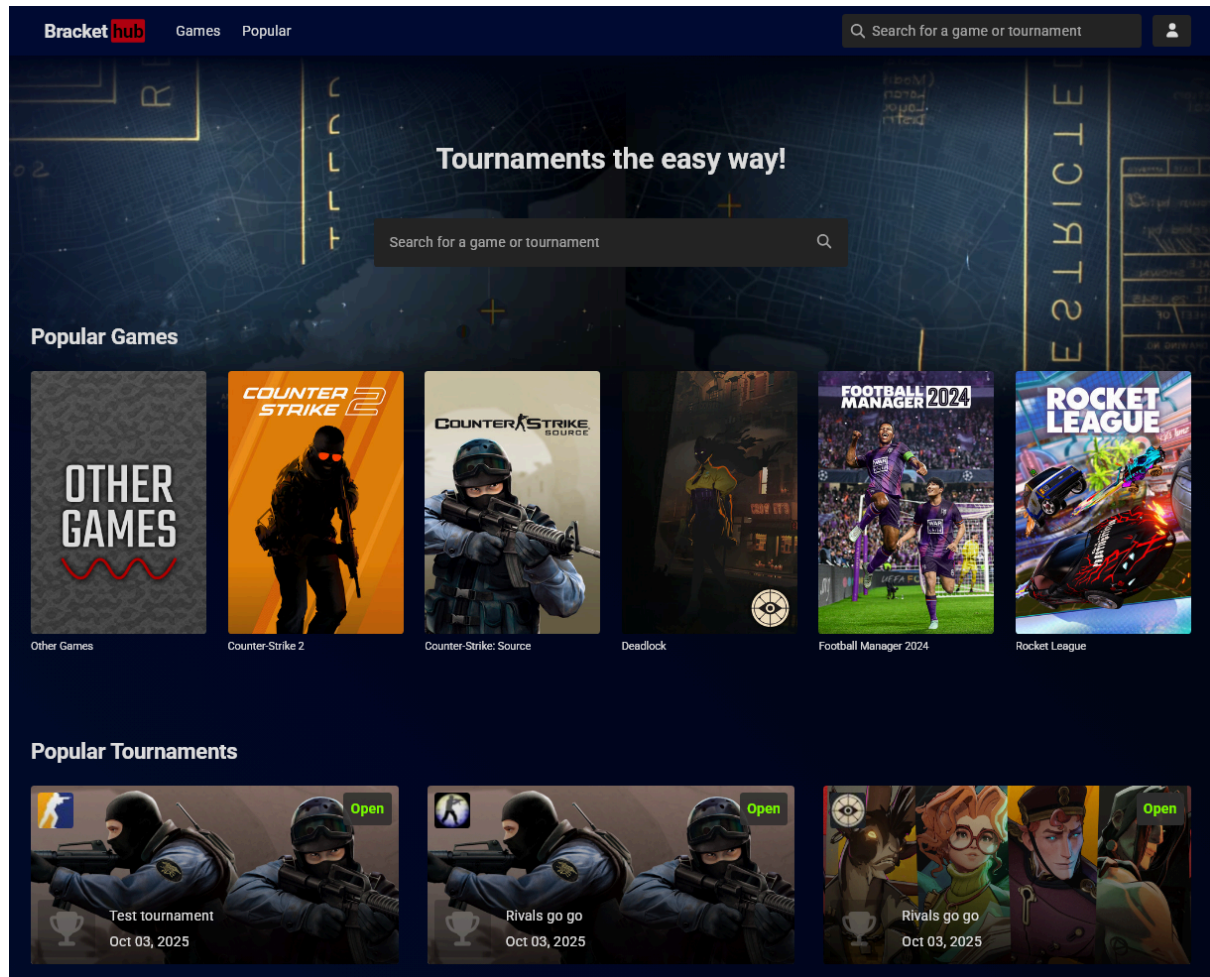 Bracket hub
Games
Popular
Search for a game or tournament
Tournaments the easy way!
Search for a game or tournament
ESTRICTE
Popular Games
OTHER
GAMES
COUNTER
STRIKE 2
COUNTER STRIKE
SOURCE
FOOTBALL
MANAGER 2024
ROCKET
LEAGUE
Other Games
Counter-Strike 2
Counter-Strike: Source
Deadlock
Football Manager 2024
Rocket League
Popular Tournaments
Open
Test tournament
Oct 03, 2025
Open
Rivals go go
Oct 03, 2025
Open
Rivals go go
Oct 03, 2025